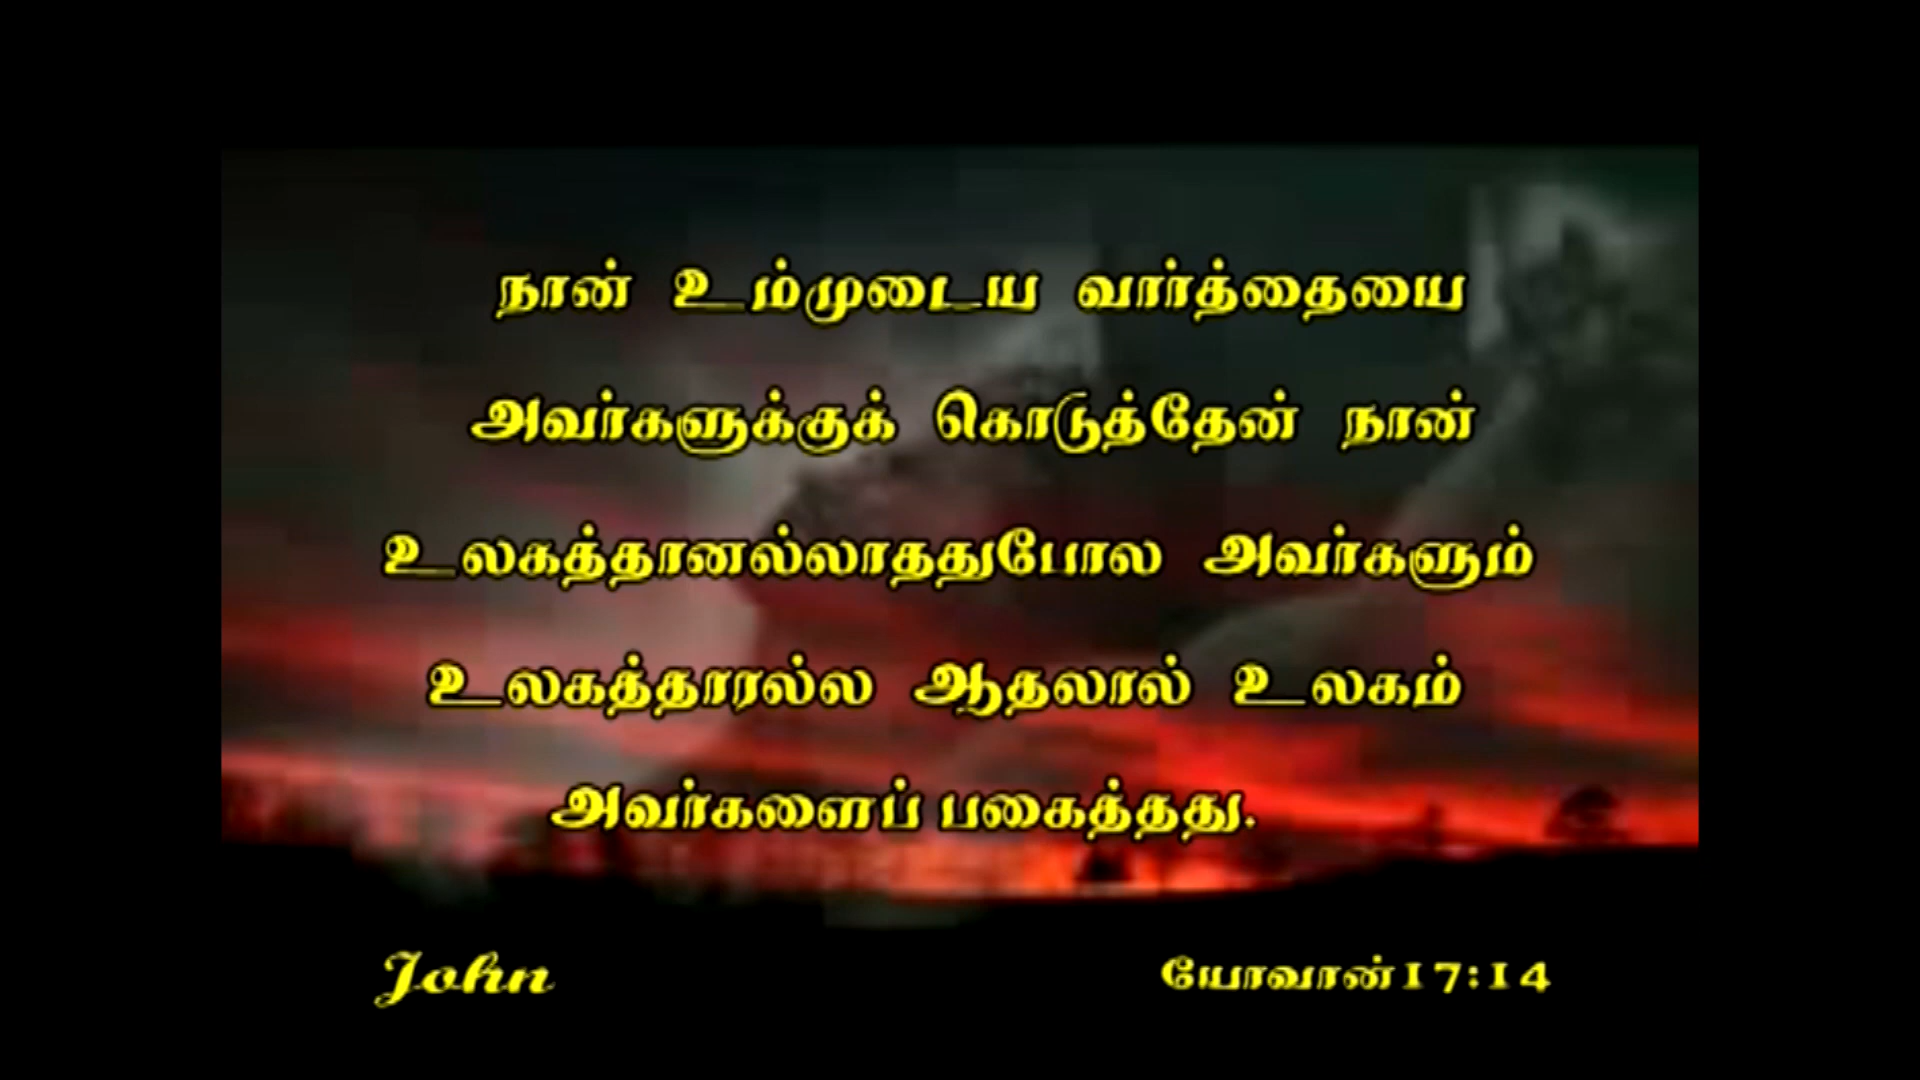 நான் உம்முடைய வார்த்தையை
அவர்களுக்குக் கொடுத்தேன் நான்
உலகத்தானல்லாததுபோல அவர்களும்
உலகத்தாரல்ல ஆதலால் உலகம்
அவர்களைப் பகைத்தது.
John யோவான்17:14